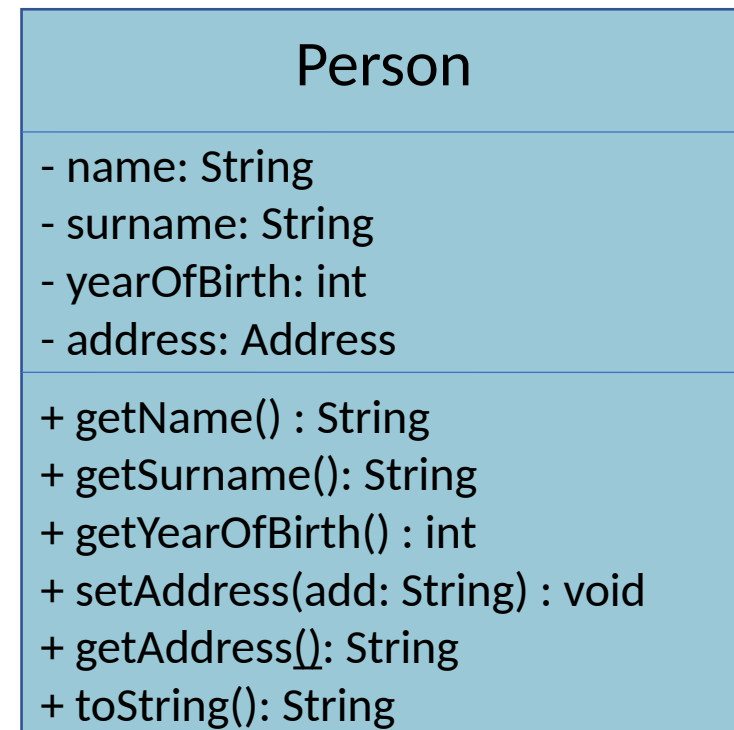 Person
- name: String
- surname: String
- yearOfBirth: int
- address: Address
+ getName() : String
+ getSurname(): String
+ getYearOfBirth() : int
+ setAddress(add: String) : void
+ getAddress(): String
+ toString(): String